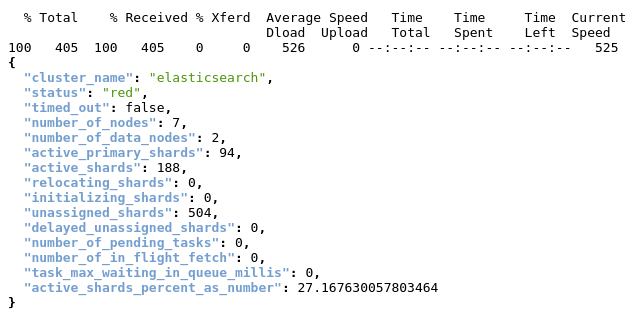 % Total    % Received % Xferd  Average Speed   Time    Time     Time  Current
                                 Dload  Upload   Total   Spent    Left  Speed
100   405  100   405    0     0    526      0 --:--:-- --:--:-- --:--:--   525
{
  "cluster_name": "elasticsearch",
  "status": "red",
  "timed_out": false,
  "number_of_nodes": 7,
  "number_of_data_nodes": 2,
  "active_primary_shards": 94,
  "active_shards": 188,
  "relocating_shards": 0,
  "initializing_shards": 0,
  "unassigned_shards": 504,
  "delayed_unassigned_shards": 0,
  "number_of_pending_tasks": 0,
  "number_of_in_flight_fetch": 0,
  "task_max_waiting_in_queue_millis": 0,
  "active_shards_percent_as_number": 27.167630057803464
}